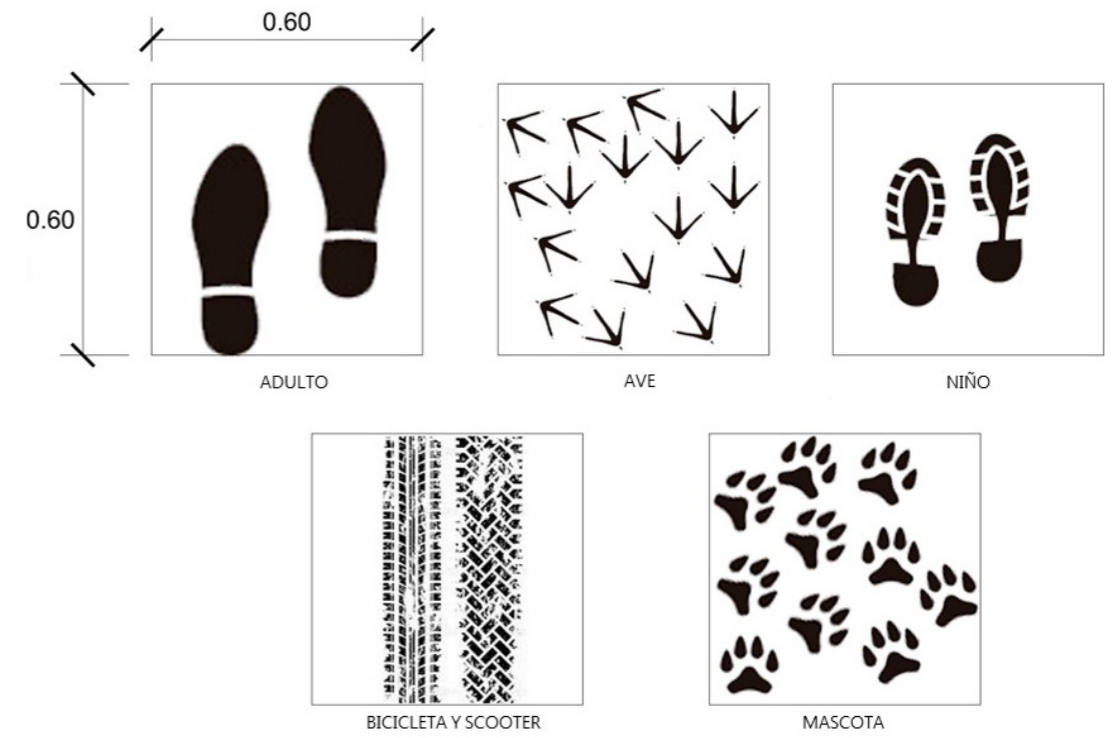 0.60
0.60
ADULTO
AVE
NIÑO
BICICLETA Y SCOOTER
MASCOTA